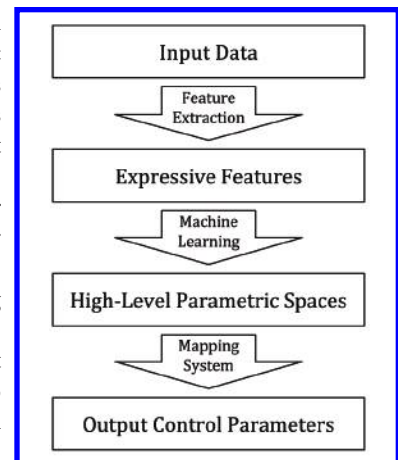 Input Data
Feature
Extraction
Expressive Features
Machine
Learning
High-Level Parametric Spaces
Mapping
System
Output Control Parameters